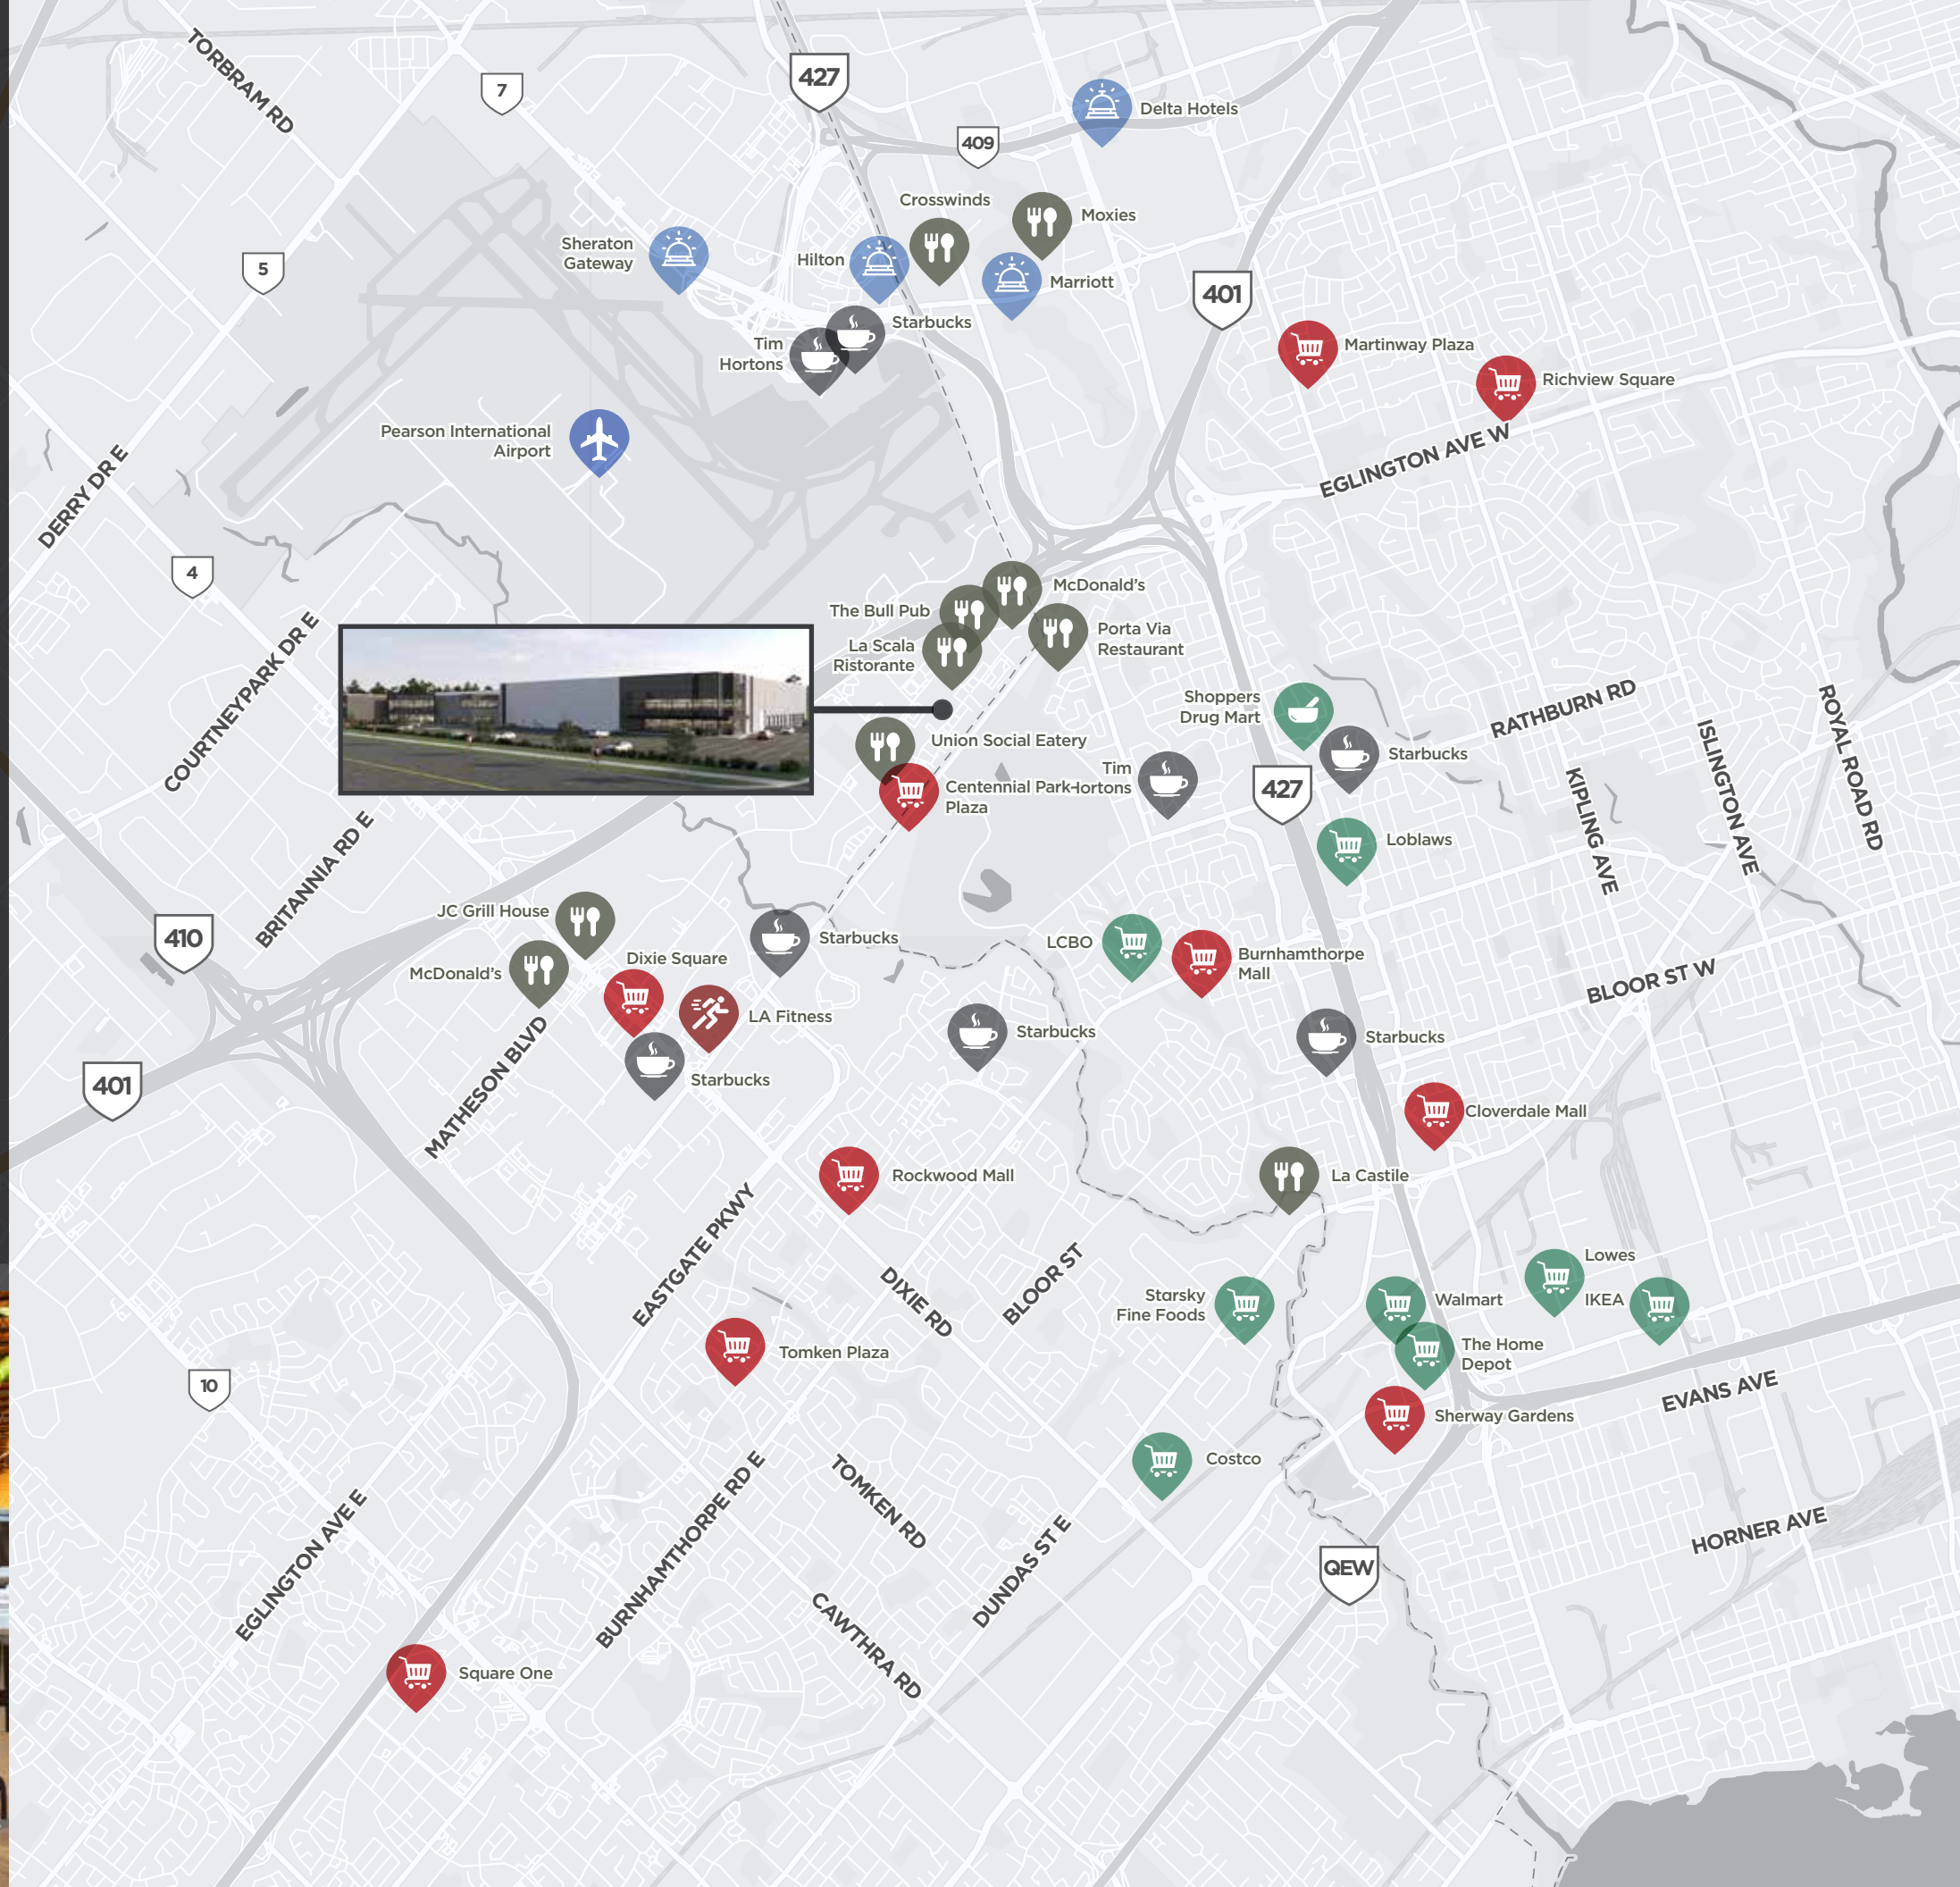 TORBRAM RD
7
427
Delta Hotels
409
Crosswinds
Moxies
Sheraton
Gateway
Hilton
Marriott
5
401
Starbucks
Tim
Hortons
Martinway Plaza
Richview Square
Pearson International
Airport
EGLINGTON AVE W
DERRY DR E
4
McDonald's
The Bull Pub
Porta Via
Restaurant
La Scala
Ristorante
COURTNEYPARK DR E
Shoppers
Drug Mart
RATHBURN RD
ROYAL ROAD RD
ISLINGTON AVE
KIPLING AVE
Union Social Eatery
Starbucks
Tim
Hortons
427
Centennial Park
Plaza
Loblaws
BRITANNIA RD E
JC Grill House
410
Starbucks
LCBO
Burnhamthorpe
Mall
Dixie Square
McDonald's
BLOOR ST W
LA Fitness
Starbucks
Starbucks
MATHESON BLVD
401
Starbucks
Cloverdale Mall
Rockwood Mall
La Castile
EASTGATE PKWY
DIXIE RD
BLOOR ST
Lowes
Starsky
Fine Foods
Walmart
IKEA
Tomken Plaza
The Home
Depot
10
EVANS AVE
Sherway Gardens
Costco
EGLINGTON AVE E
BURNHAMTHORPE RD E
TOMKEN RD
DUNDAS ST E
HORNER AVE
QEW
CAWTHRA RD
Square One